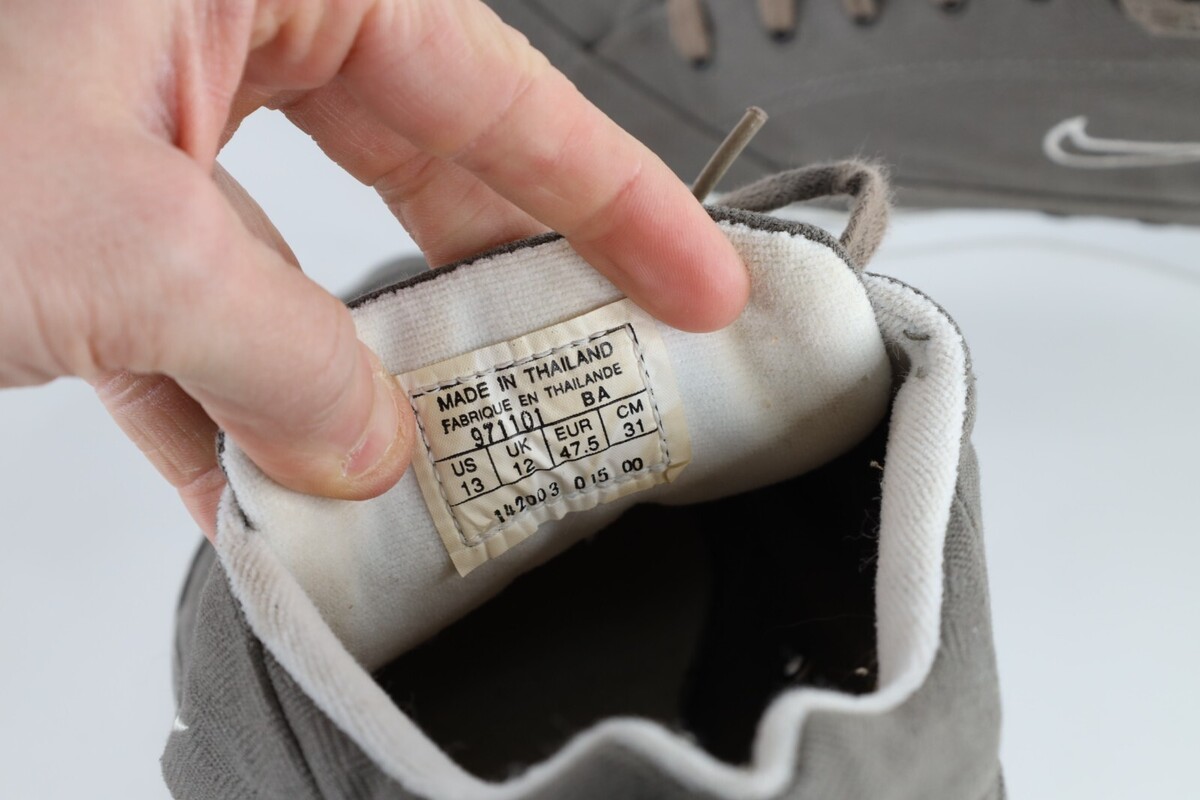 MADE IN THAILAND
FABRIQUE EN THAILANDE
971101 BA
US UK EUR CM
13 12 47.5 31
142003 015 00